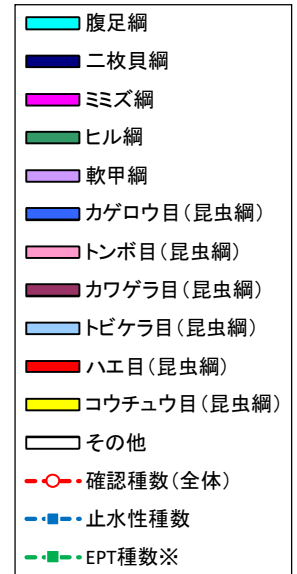 腹足綱
二枚貝綱
ミミズ綱
ヒル綱
軟甲綱
カゲロウ目(昆虫綱)
トンボ目(昆虫綱)
カワゲラ目(昆虫綱)
トビケラ目(昆虫綱)
ハエ目(昆虫綱)
コウチュウ目(昆虫綱)
その他
確認種数(全体)
止水性種数
EPT種数※